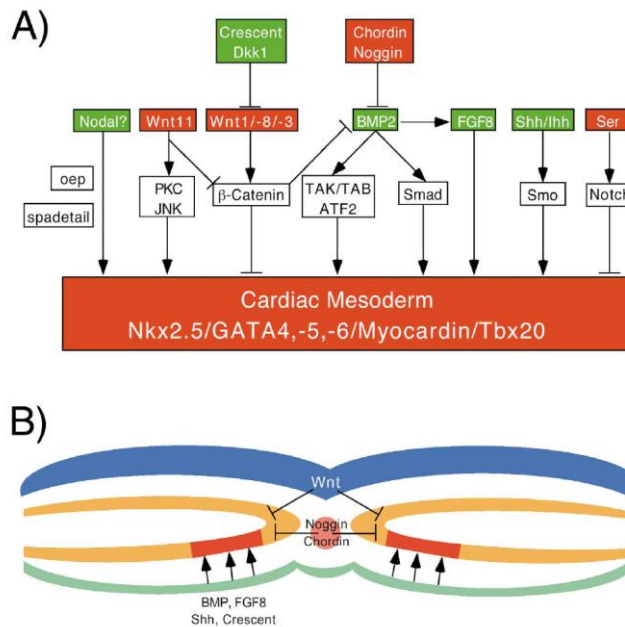 A)
Crescent
Dkk1
Chordin
Noggin
Nodal?
Wnt11
Wnt1/-8/-3
BMP2
FGF8
Shh/Ihh
Ser
oep
spadetail
PKC
JNK
β-Catenin
TAK/TAB
ATF2
Smad
Smo
Notch
Cardiac Mesoderm
Nkx2.5/GATA4,-5,-6/Myocardin/Tbx20
B)
Wnt
Noggin
Chordin
BMP, FGF8
Shh, Crescent